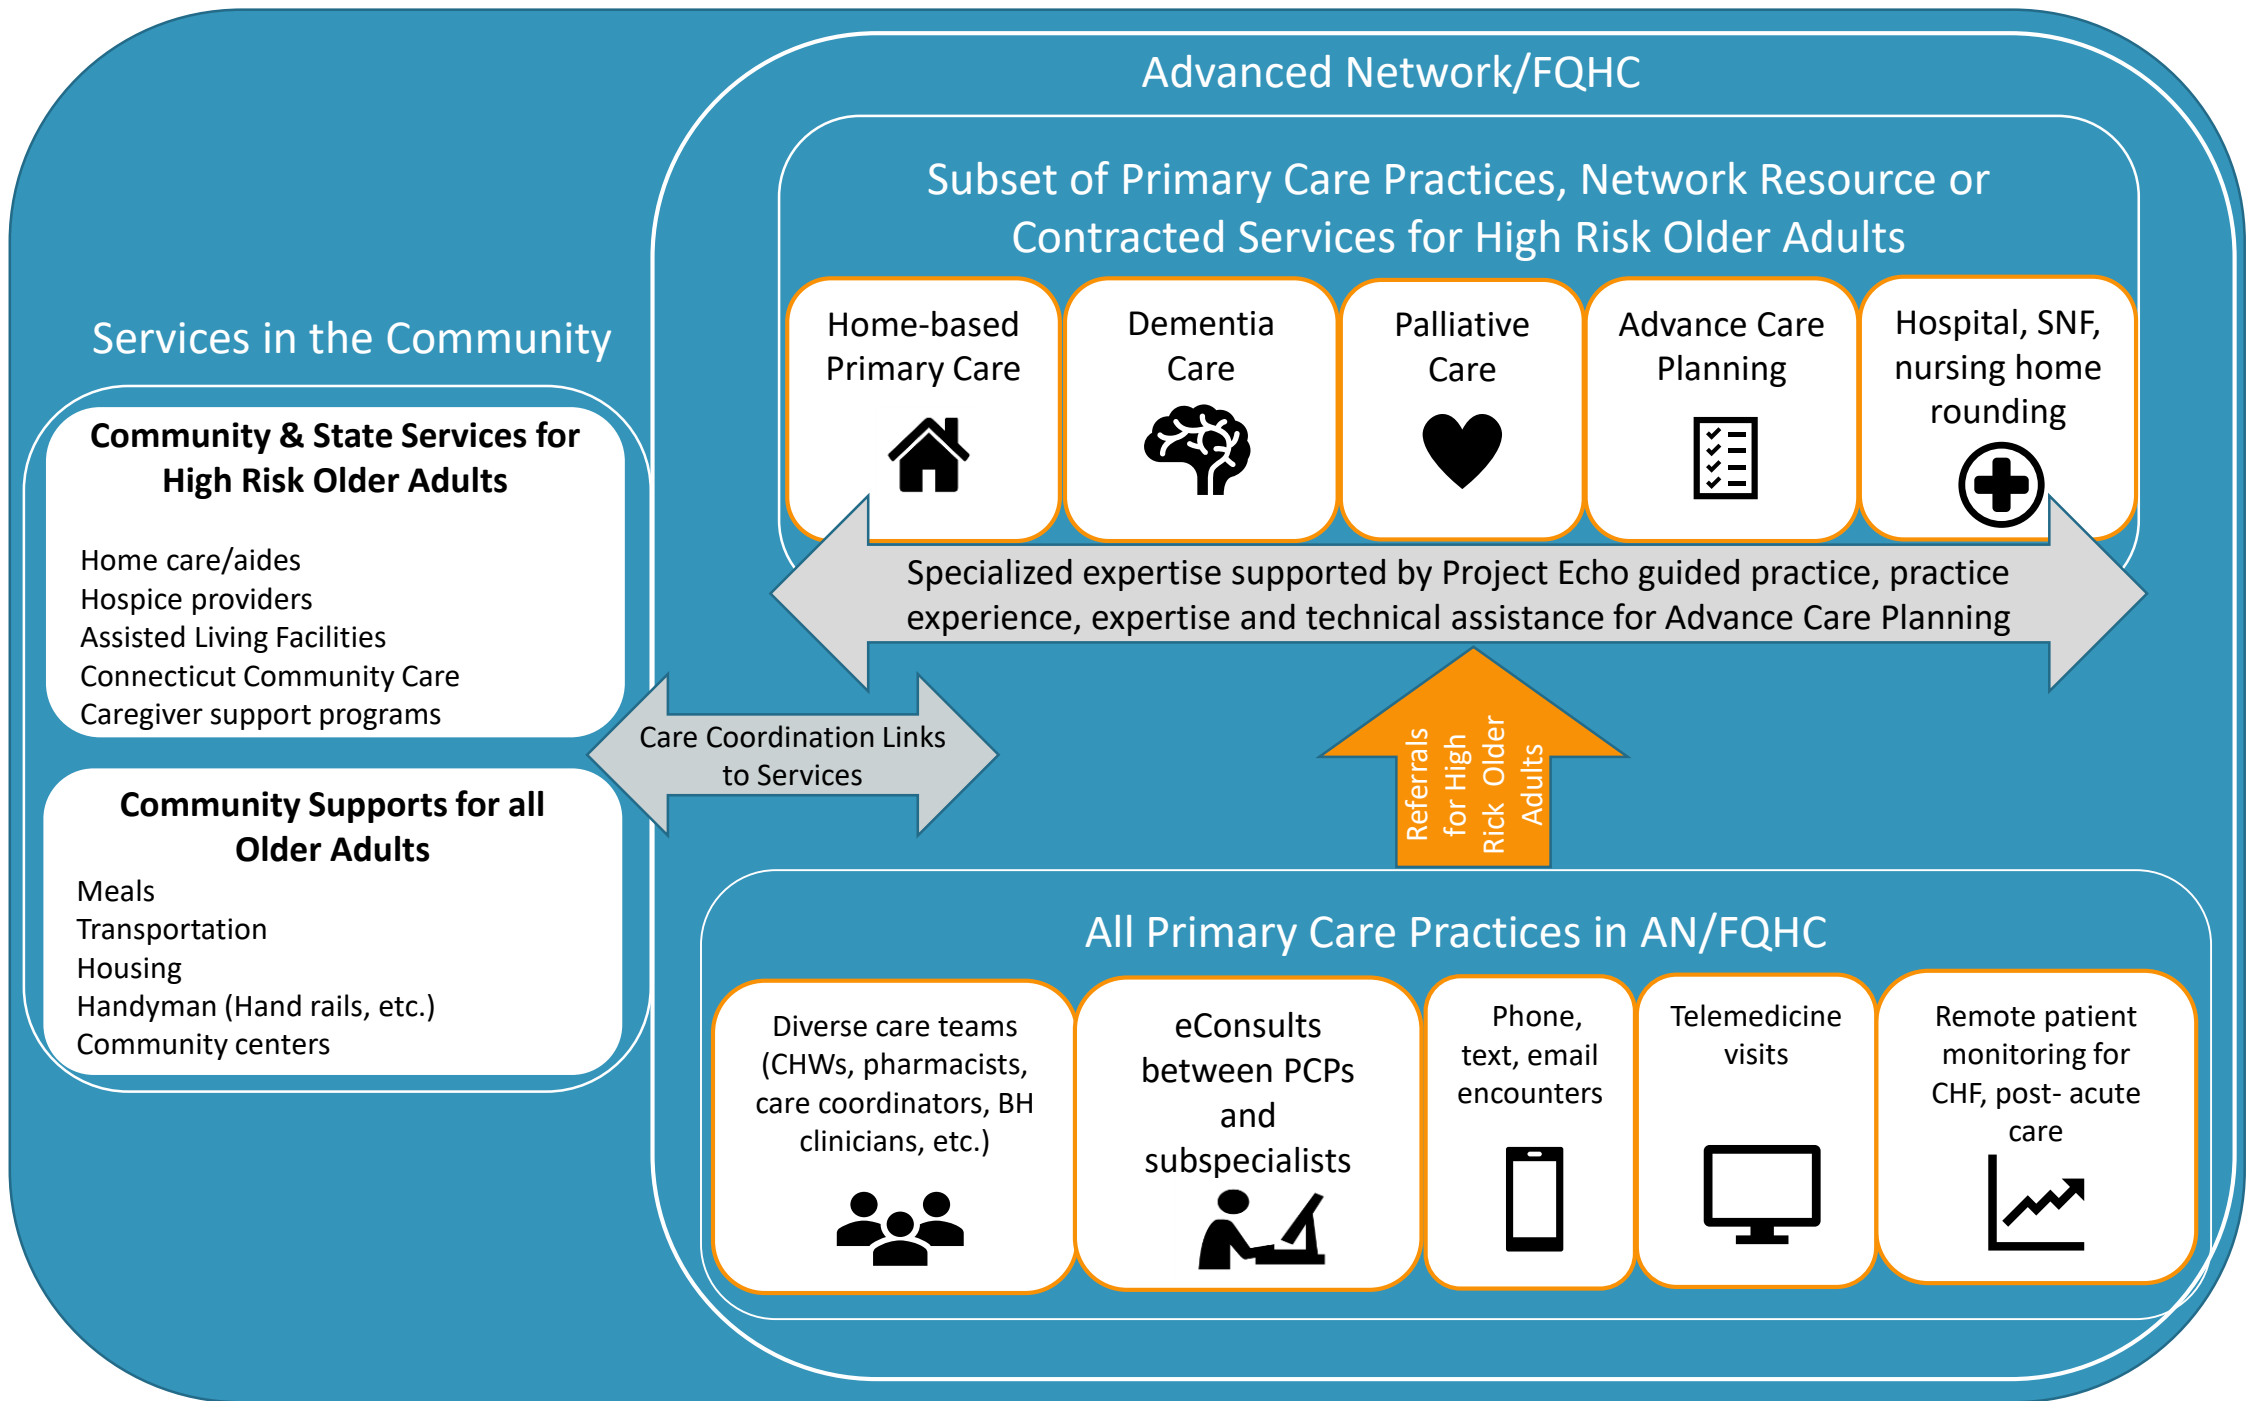 Advanced Network/FQHC
Subset of Primary Care Practices, Network Resource or
Contracted Services for High Risk Older Adults
Home-based
Primary Care
Dementia
Care
Palliative
Care
Advance Care
Planning
Hospital, SNF,
nursing home
rounding
Specialized expertise supported by Project Echo guided practice, practice
experience, expertise and technical assistance for Advance Care Planning
Services in the Community
Community & State Services for
High Risk Older Adults
Home care/aides
Hospice providers
Assisted Living Facilities
Connecticut Community Care
Caregiver support programs
Community Supports for all
Older Adults
Meals
Transportation
Housing
Handyman (Hand rails, etc.)
Community centers
Care Coordination Links
to Services
Referrals
for High
Rick Older
Adults
All Primary Care Practices in AN/FQHC
Diverse care teams
(CHWs, pharmacists,
care coordinators, BH
clinicians, etc.)
eConsults
between PCPs
and
subspecialists
Phone,
text, email
encounters
Telemedicine
visits
Remote patient
monitoring for
CHF, post- acute
care